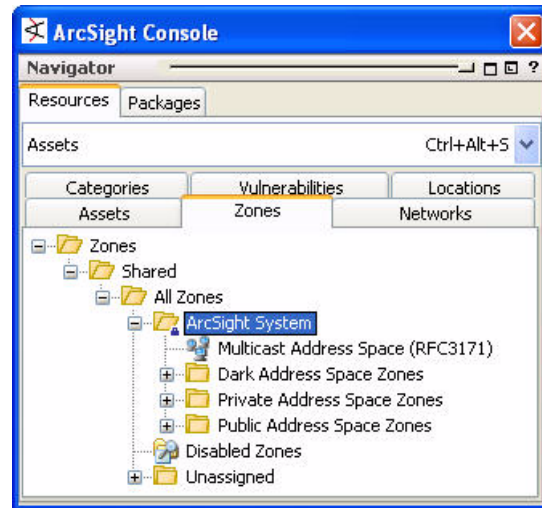 ArcSight Console
Navigator ?
Resources Packages
Assets Ctrl+Alt+S
Categories Vulnerabilities Locations
Assets Zones Networks
Zones
Shared
All Zones
ArcSight System
Multicast Address Space (RFC3171)
Dark Address Space Zones
Private Address Space Zones
Public Address Space Zones
Disabled Zones
Unassigned